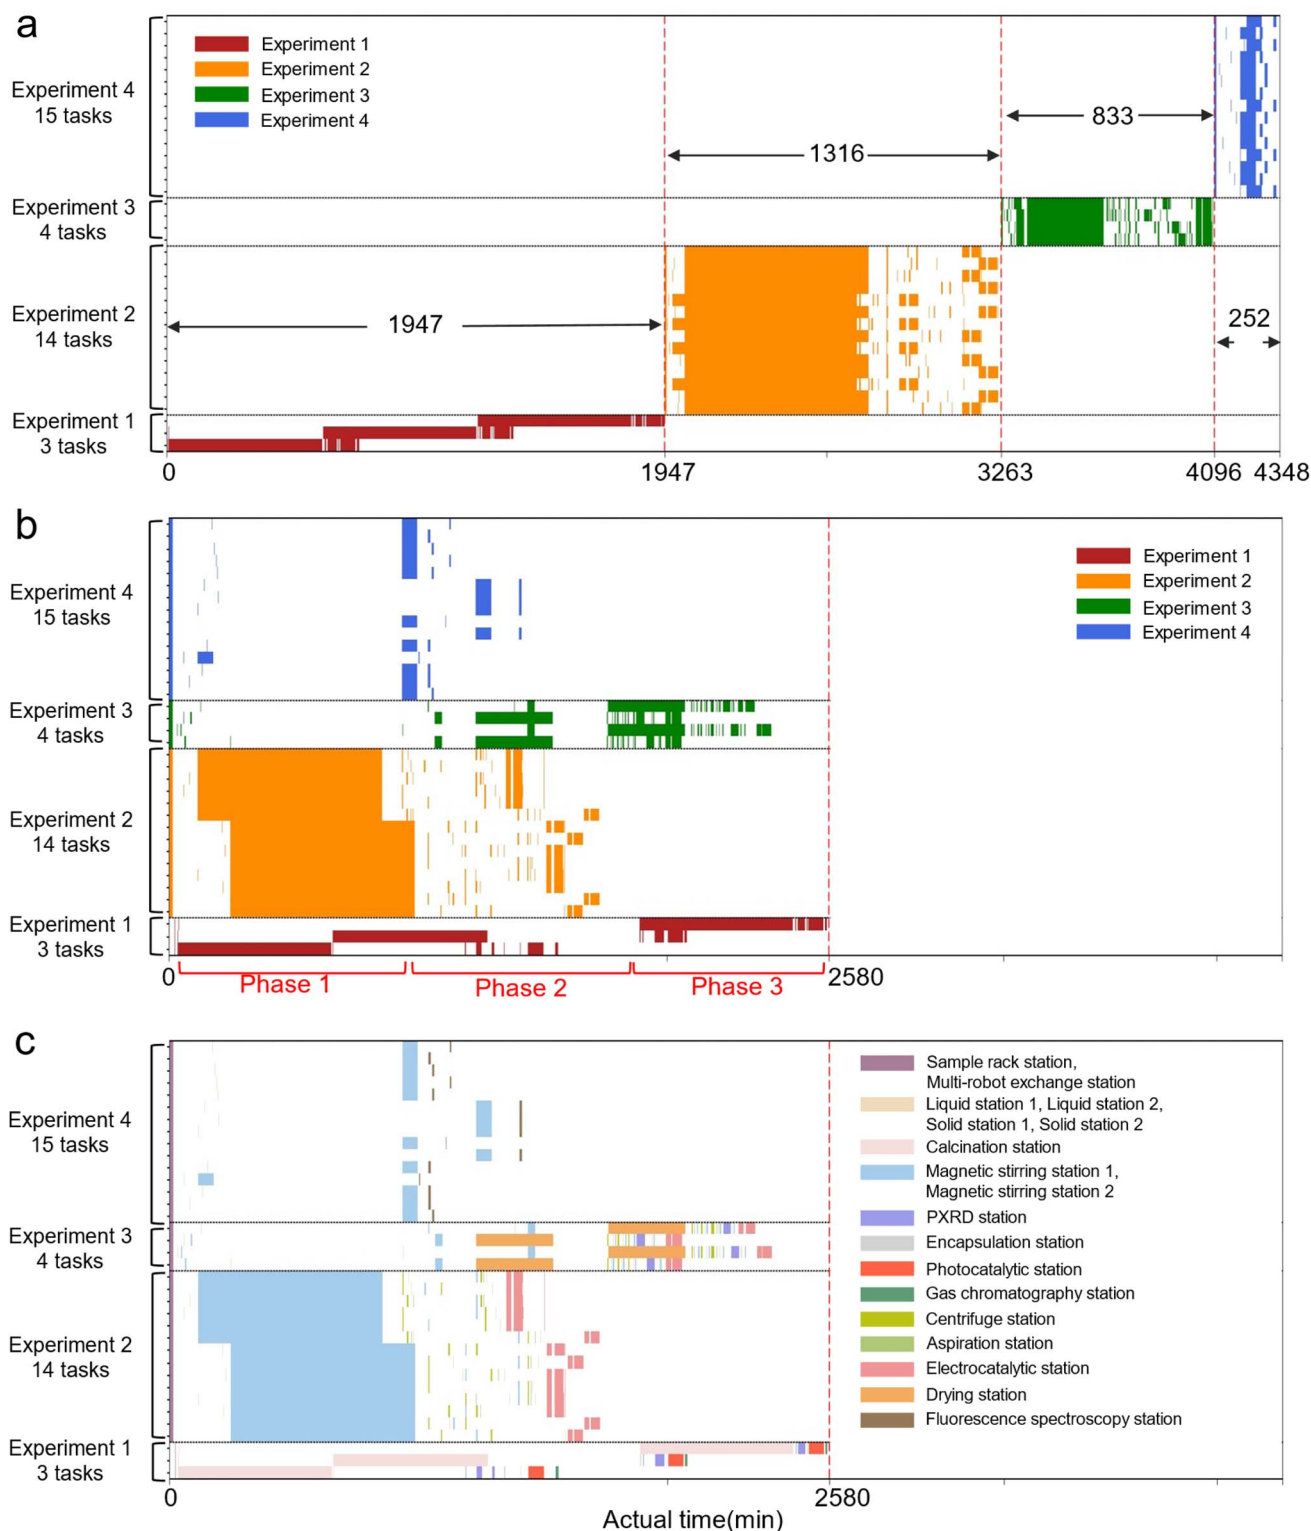 a
Experiment 1
Experiment 2
Experiment 3
Experiment 4
Experiment 4
15 tasks
833
1316
Experiment 3
4 tasks
Experiment 2
14 tasks
1947
252
Experiment 1
3 tasks
0
1947
3263
4096
4348
b
Experiment 1
Experiment 2
Experiment 3
Experiment 4
Experiment 4
15 tasks
Experiment 3
4 tasks
Experiment 2
14 tasks
Experiment 1
3 tasks
0
Phase 1
Phase 2
Phase 3
2580
c
Sample rack station,
Multi-robot exchange station
Liquid station 1, Liquid station 2,
Solid station 1, Solid station 2
Calcination station
Magnetic stirring station 1,
Magnetic stirring station 2
PXRD station
Encapsulation station
Photocatalytic station
Gas chromatography station
Centrifuge station
Aspiration station
Electrocatalytic station
Drying station
Fluorescence spectroscopy station
Experiment 4
15 tasks
Experiment 3
4 tasks
Experiment 2
14 tasks
Experiment 1
3 tasks
0
2580
Actual time(min)